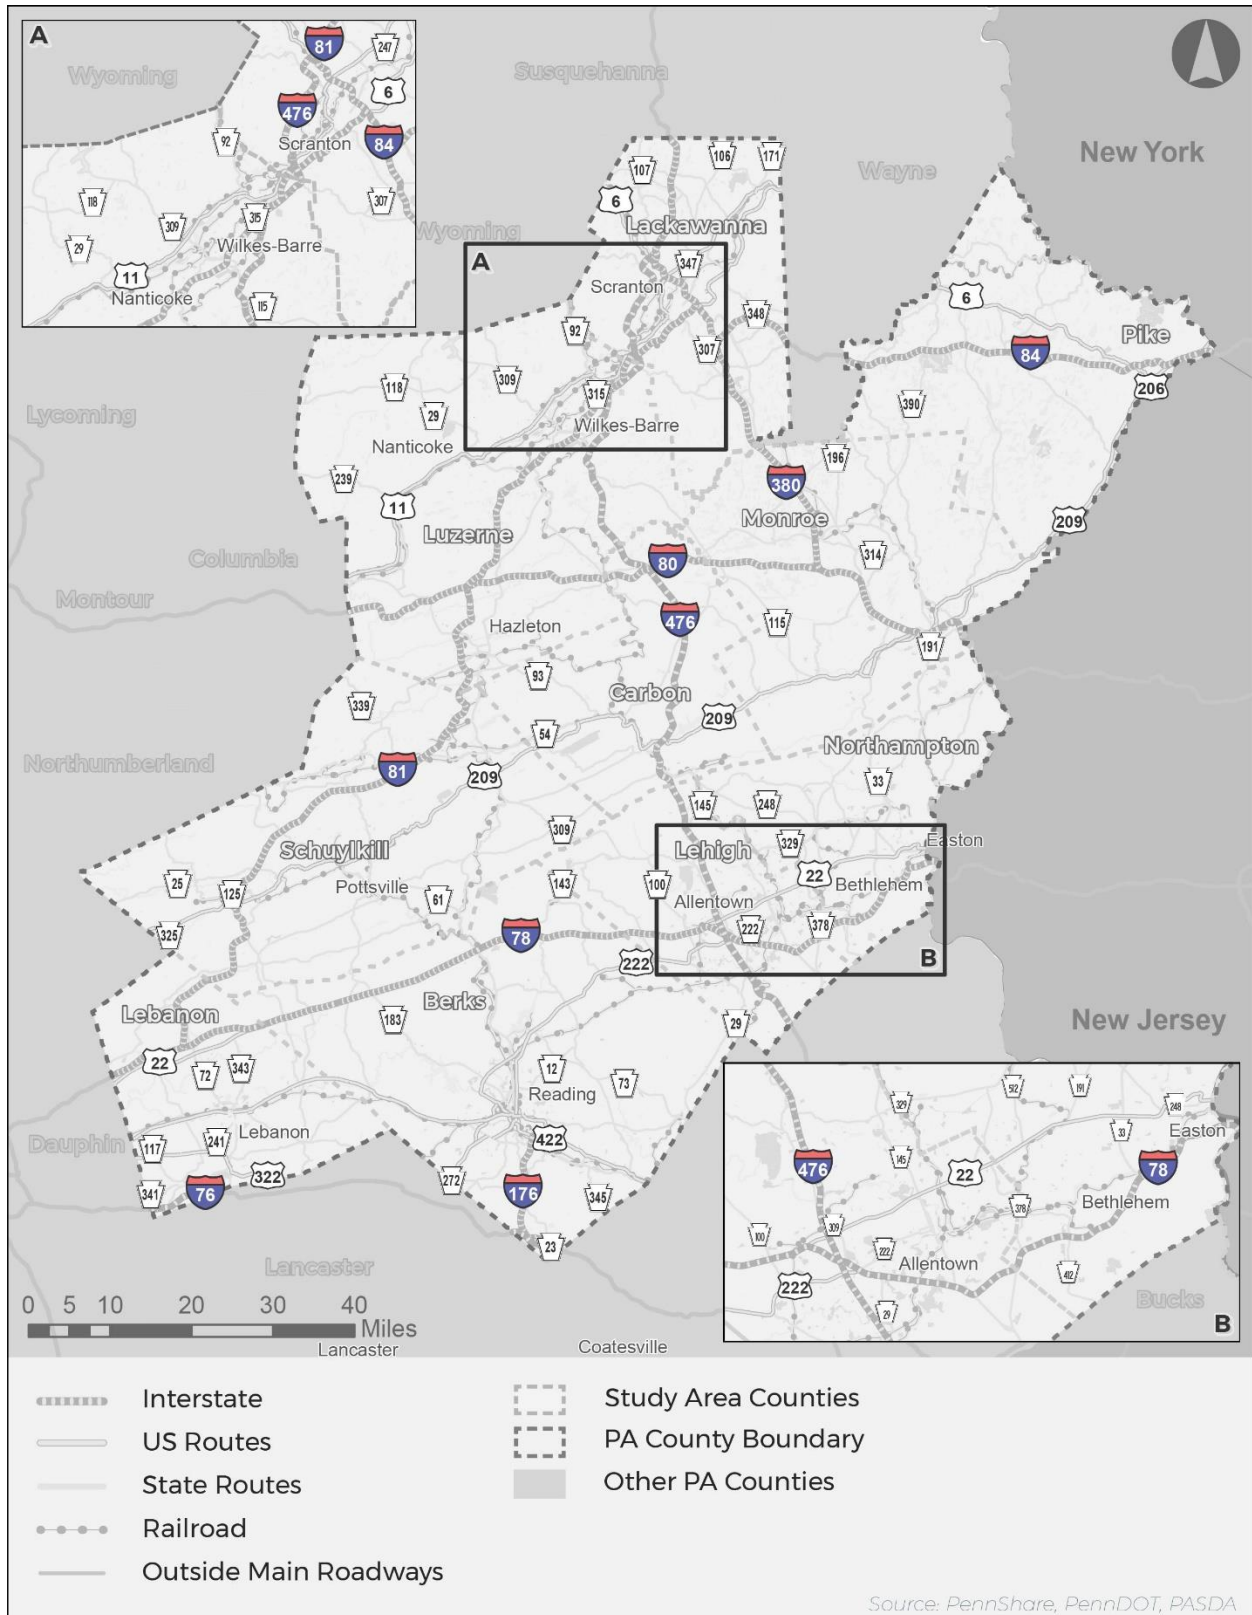 A
Wyoming
81
247
6
476
84
92
Scranton
118
309
315
307
29
Wilkes-Barre
11
Nanticoke
115
Susquehanna
New York
Wayne
107
106
171
6
Lackawanna
Wyoming
A
347
Scranton
92
348
307
309
315
Wilkes-Barre
6
Pike
84
206
390
Lycoming
118
29
Nanticoke
239
11
196
380
Monroe
209
Luzerne
Columbia
80
314
Montour
476
115
Hazleton
191
93
Carbon
339
209
54
Northampton
Northumberland
81
209
33
145
248
309
329
Easton
Schuylkill
Lehigh
22
Bethlehem
25
125
Pottsville
61
143
100
Allentown
222
378
325
78
222
B
Lebanon
Berks
183
29
New Jersey
22
72
343
12
Reading
73
Dauphin
117
241
Lebanon
422
341
76
322
272
176
345
23
Lancaster
329
512
191
248
33
Easton
476
145
22
78
378
Bethlehem
100
309
222
Allentown
412
222
29
Bucks
B
0 5 10 20 30 40
Miles
Lancaster
Coatesville
Interstate
US Routes
State Routes
Railroad
Outside Main Roadways
Study Area Counties
PA County Boundary
Other PA Counties
Source: PennShare, PennDOT, PASDA